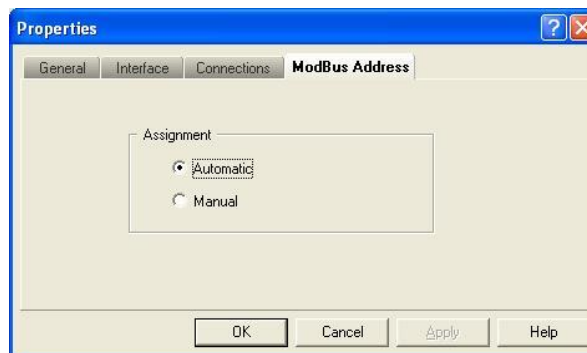 Properties
General Interface Connections ModBus Address
Assignment
Automatic
Manual
OK Cancel Apply Help